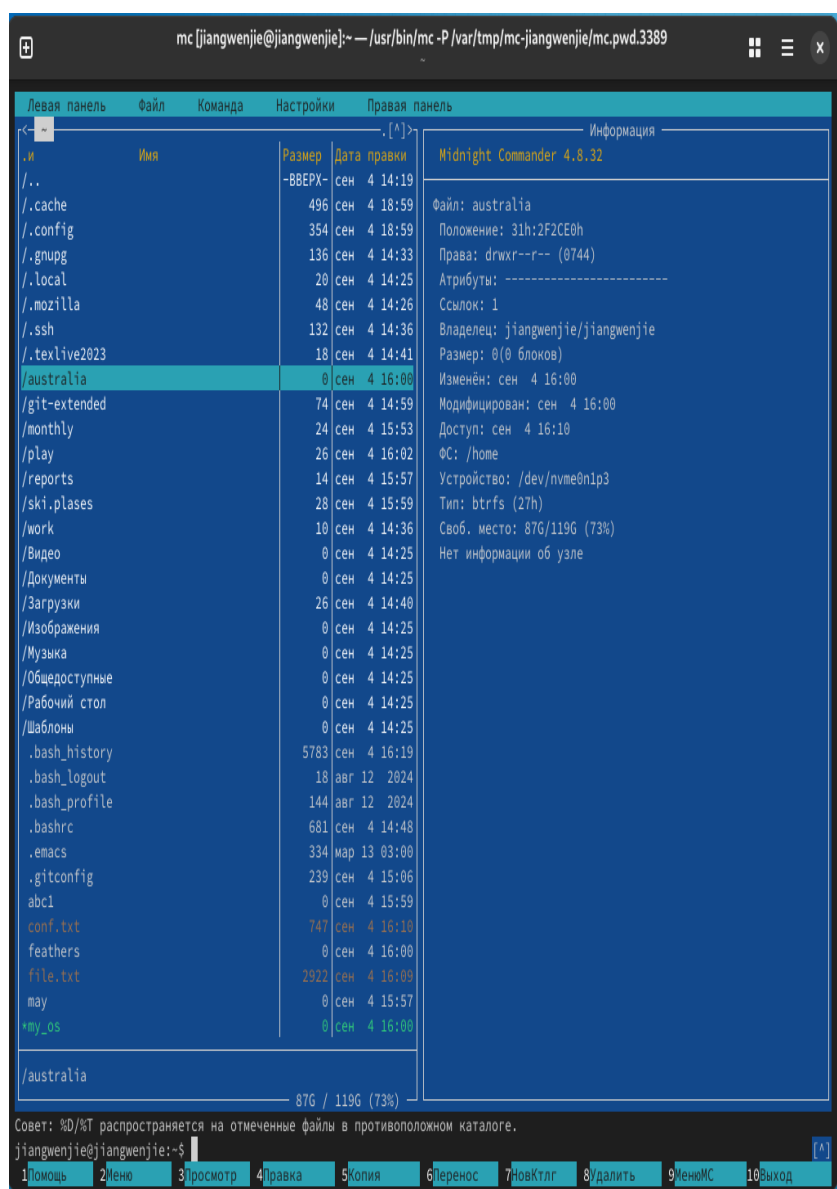 mc [jiangwenjie@jiangwenjie]:~ — /usr/bin/mc -P /var/tmp/mc-jiangwenjie/mc.pwd.3389
~
Левая панель Файл Команда Настройки Правая панель
<─ ~ ─.[^]>
.и Имя Размер Дата правки
/.. -ВВЕРХ- сен 4 14:19
/.cache 496 сен 4 18:59
/.config 354 сен 4 18:59
/.gnupg 136 сен 4 14:33
/.local 20 сен 4 14:25
/.mozilla 48 сен 4 14:26
/.ssh 132 сен 4 14:36
/.texlive2023 18 сен 4 14:41
/australia 0 сен 4 16:00
/git-extended 74 сен 4 14:59
/monthly 24 сен 4 15:53
/play 26 сен 4 16:02
/reports 14 сен 4 15:57
/ski.plases 28 сен 4 15:59
/work 10 сен 4 14:36
/Видео 0 сен 4 14:25
/Документы 0 сен 4 14:25
/Загрузки 26 сен 4 14:40
/Изображения 0 сен 4 14:25
/Музыка 0 сен 4 14:25
/Общедоступные 0 сен 4 14:25
/Рабочий стол 0 сен 4 14:25
/Шаблоны 0 сен 4 14:25
.bash_history 5783 сен 4 16:19
.bash_logout 18 авг 12 2024
.bash_profile 144 авг 12 2024
.bashrc 681 сен 4 14:48
.emacs 334 мар 13 03:00
.gitconfig 239 сен 4 15:06
abc1 0 сен 4 15:59
conf.txt 747 сен 4 16:10
feathers 0 сен 4 16:00
file.txt 2922 сен 4 16:09
may 0 сен 4 15:57
*my_os 0 сен 4 16:00
/australia
87G / 119G (73%)
Информация
Midnight Commander 4.8.32
Файл: australia
Положение: 31h:2F2CE0h
Права: drwxr--r-- (0744)
Атрибуты: -------------------------
Ссылок: 1
Владелец: jiangwenjie/jiangwenjie
Размер: 0(0 блоков)
Изменён: сен 4 16:00
Модифицирован: сен 4 16:00
Доступ: сен 4 16:10
ФС: /home
Устройство: /dev/nvme0n1p3
Тип: btrfs (27h)
Своб. место: 87G/119G (73%)
Нет информации об узле
Совет: %D/%T распространяется на отмеченные файлы в противоположном каталоге.
jiangwenjie@jiangwenjie:~$ [^]
1Помощь 2Меню 3Просмотр 4Правка 5Копия 6Перенос 7НовКтлг 8Удалить 9МенюMC 10Выход